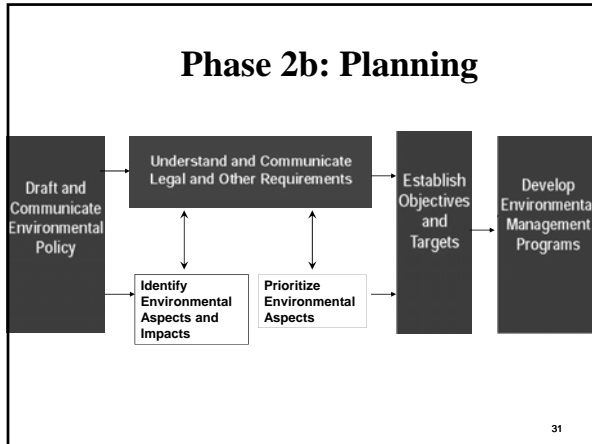 Phase 2b: Planning
Draft and
Communicate
Environmental
Policy
Understand and Communicate
Legal and Other Requirements
Identify
Environmental
Aspects and
Impacts
Prioritize
Environmental
Aspects
Establish
Objectives
and
Targets
Develop
Environmental
Management
Programs
31